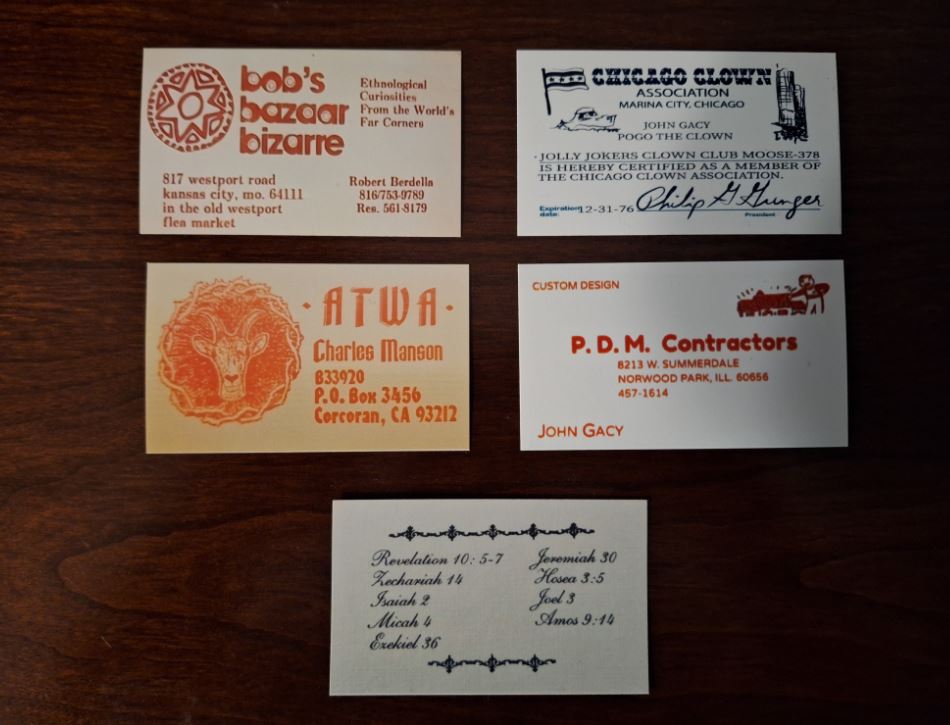 bob's
bazaar
bizarre
Ethnological
Curiosities
From the World's
Far Corners
817 westport road
kansas city, mo. 64111
in the old westport
flea market
Robert Berdella
816/753-9789
Res. 561-8179
CHICAGO CLOWN
ASSOCIATION
MARINA CITY, CHICAGO
JOHN GACY
POGO THE CLOWN
JOLLY JOKERS CLOWN CLUB MOOSE-378
IS HEREBY CERTIFIED AS A MEMBER OF
THE CHICAGO CLOWN ASSOCIATION.
Expiration date: 12-31-76
Philip G Grunger
President
· ATWA ·
Charles Manson
B33920
P.O. Box 3456
Corcoran, CA 93212
CUSTOM DESIGN
P. D. M. Contractors
8213 W. SUMMERDALE
NORWOOD PARK, ILL. 60656
457-1614
JOHN GACY
Revelation 10: 5-7
Zechariah 14
Isaiah 2
Micah 4
Ezekiel 36
Jeremiah 30
Hosea 3:5
Joel 3
Amos 9:14